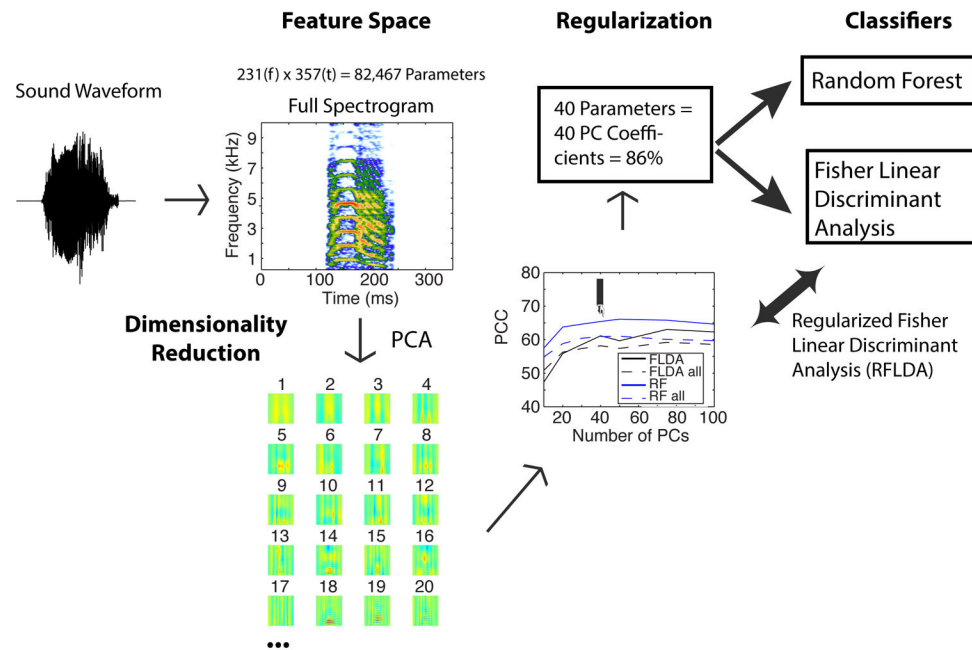 Feature Space
Regularization
Classifiers
231(f) x 357(t) = 82,467 Parameters
Sound Waveform
Full Spectrogram
9
7
5
3
1
Frequency (kHz)
0 100 200 300
Time (ms)
40 Parameters =
40 PC Coeffi-
cients = 86%
Random Forest
Fisher Linear
Discriminant
Analysis
Dimensionality
Reduction
PCA
1 2 3 4
5 6 7 8
9 10 11 12
13 14 15 16
17 18 19 20
•••
80
70
60
50
40
PCC
FLDA
FLDA all
RF
RF all
20 40 60 80 100
Number of PCs
Regularized Fisher
Linear Discriminant
Analysis (RFLDA)